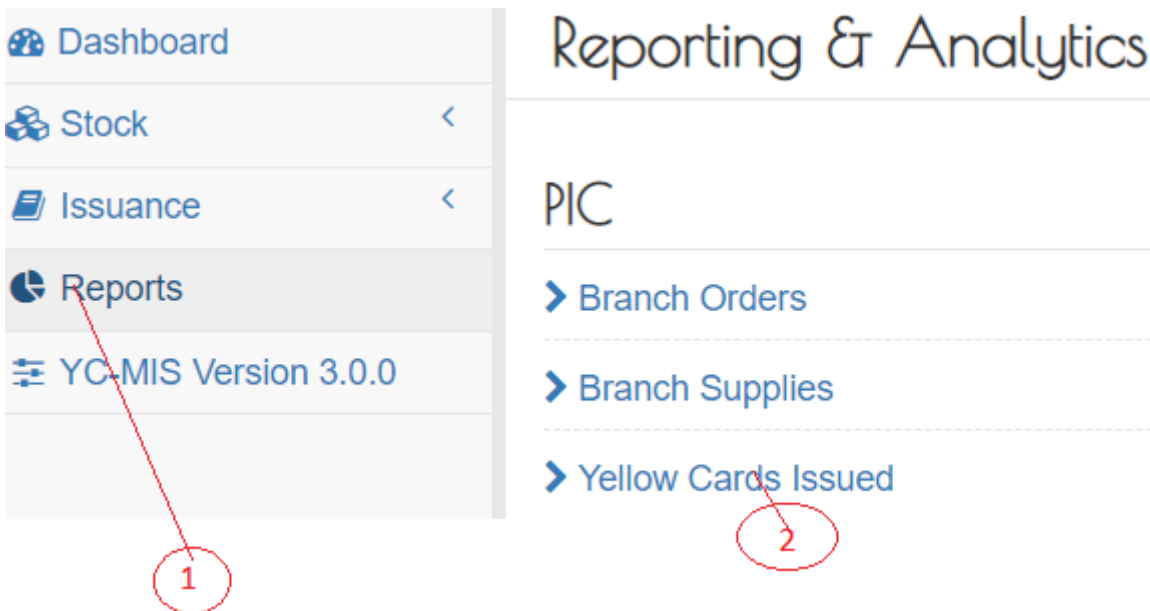 Dashboard
Stock
Issuance
Reports
YC-MIS Version 3.0.0
Reporting & Analytics
PIC
Branch Orders
Branch Supplies
Yellow Cards Issued
1
2